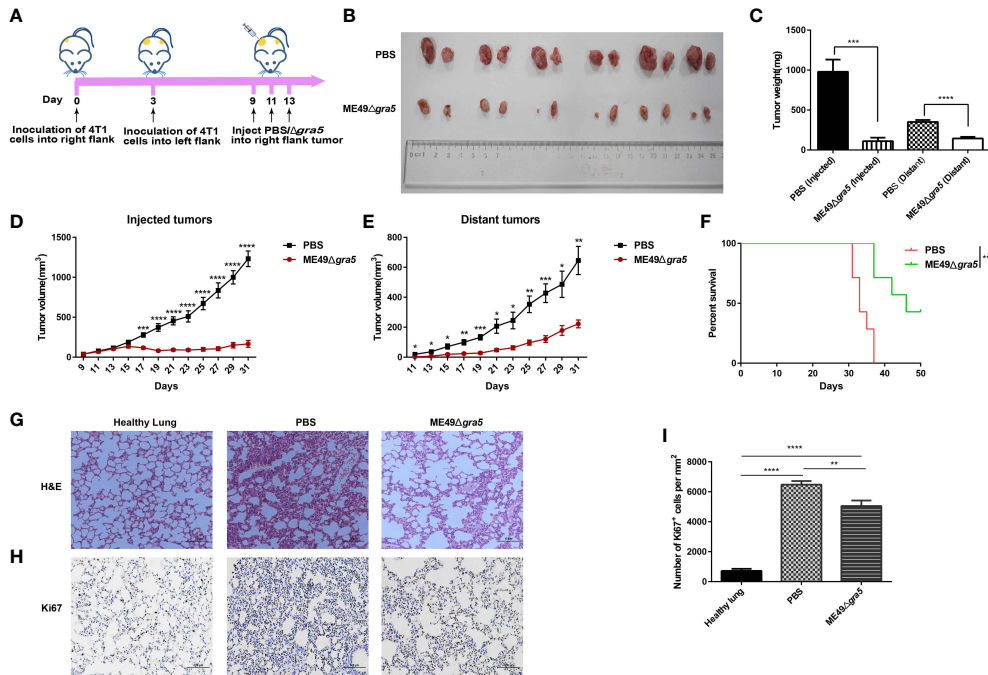 A
Day
0
3
9
11
13
Inoculation of 4T1
cells into right flank
Inoculation of 4T1
cells into left flank
Inject PBS/Δgra5
into right flank tumor
B
PBS
ME49Δgra5
C
Tumor weight(mg)
1500
1000
500
0
***
****
PBS (Injected)
ME49Δgra5 (Injected)
PBS (Distant)
ME49Δgra5 (Distant)
D
Injected tumors
Tumor volume(mm³)
1500
1000
500
0
PBS
ME49Δgra5
*** **** **** **** **** **** **** ****
9 11 13 15 17 19 21 23 25 27 29 31
Days
E
Distant tumors
Tumor volume(mm³)
800
600
400
200
0
PBS
ME49Δgra5
* * * ** *** * * ** *** * **
11 13 15 17 19 21 23 25 27 29 31
Days
F
Percent survival
100
50
0
PBS
ME49Δgra5
**
0 10 20 30 40 50
Days
G
Healthy Lung
PBS
ME49Δgra5
H&E
H
Ki67
I
Number of Ki67⁺ cells per mm²
8000
6000
4000
2000
0
****
****
**
Healthy lung
PBS
ME49Δgra5